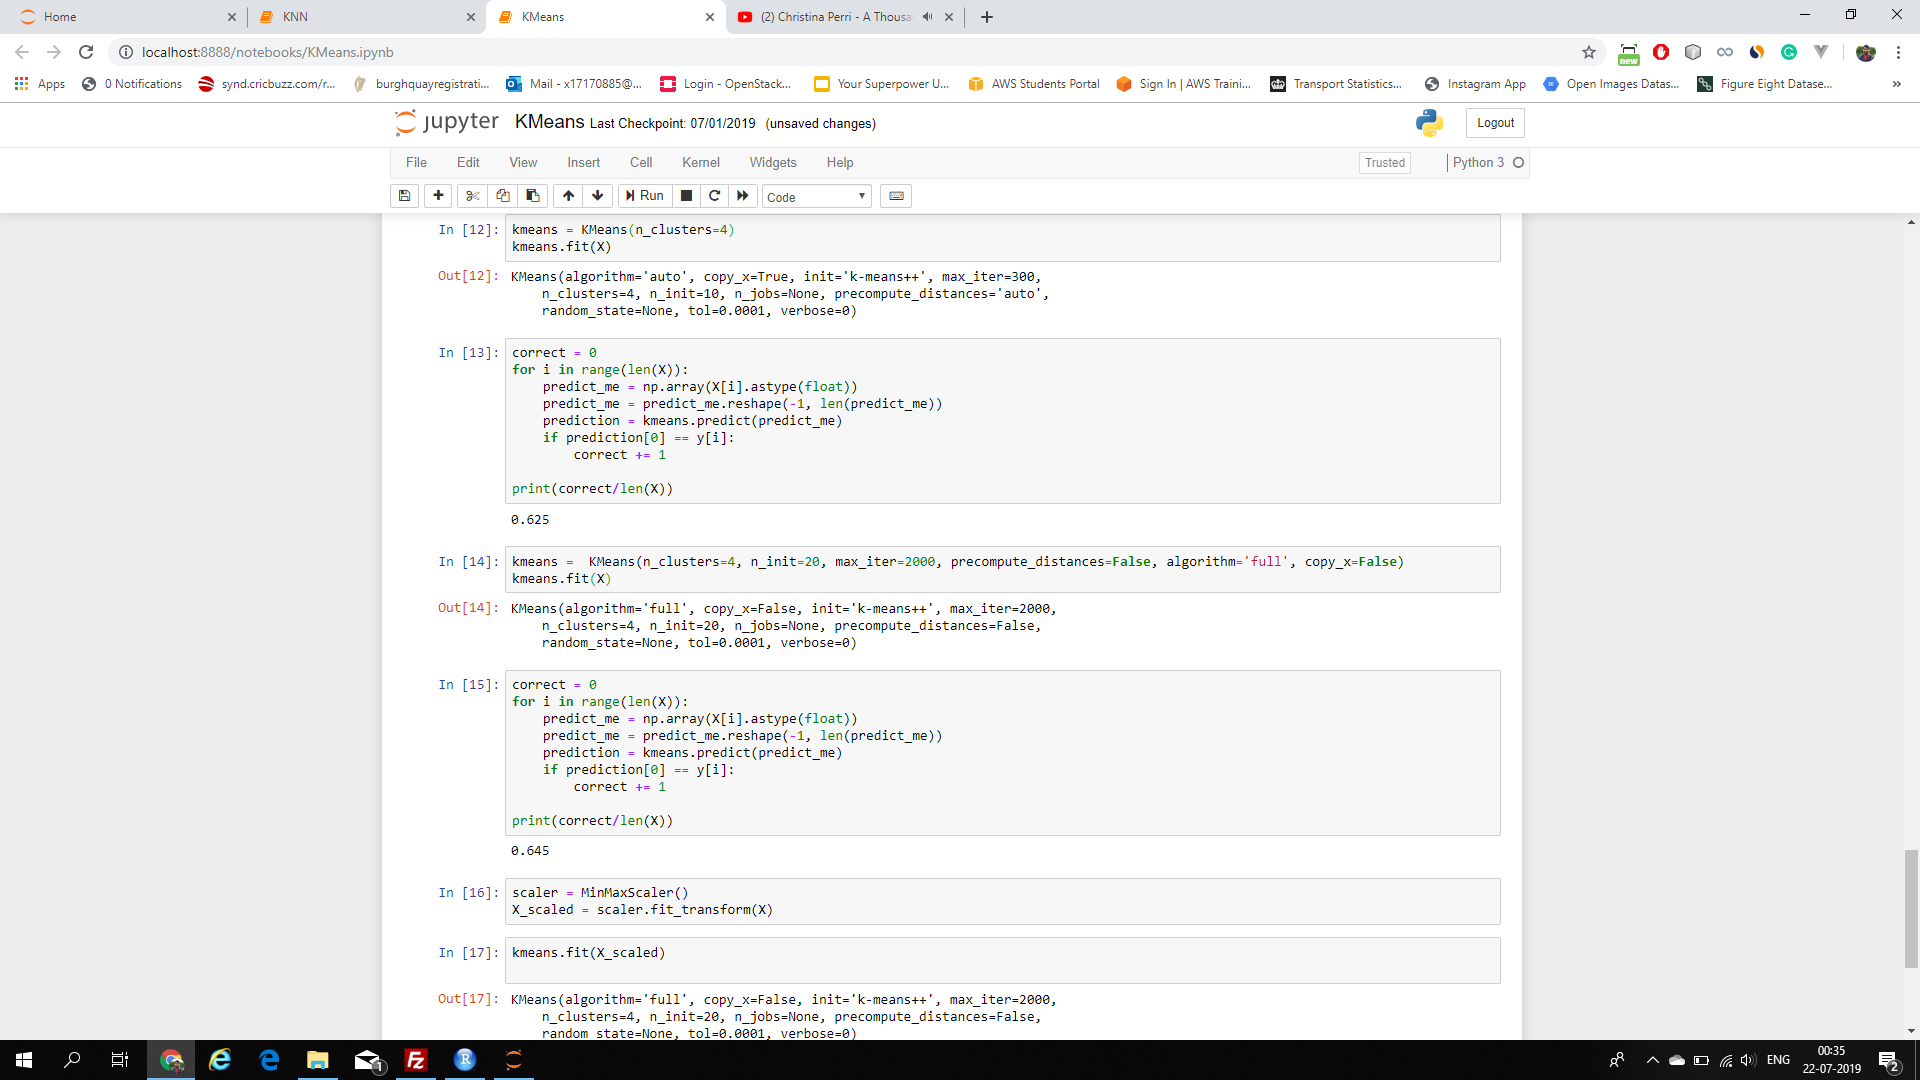 Home
KNN
KMeans
(2) Christina Perri - A Thousa
localhost:8888/notebooks/KMeans.ipynb
new
Apps
0 Notifications
synd.cricbuzz.com/r...
burghquayregistrati...
Mail - x17170885@...
Login - OpenStack...
Your Superpower U...
AWS Students Portal
Sign In | AWS Traini...
Transport Statistics...
Instagram App
Open Images Datas...
Figure Eight Datase...
»
jupyter KMeans Last Checkpoint: 07/01/2019 (unsaved changes)
Logout
File Edit View Insert Cell Kernel Widgets Help
Trusted
Python 3
Run
Code
In [12]: kmeans = KMeans(n_clusters=4)
kmeans.fit(X)
Out[12]: KMeans(algorithm='auto', copy_x=True, init='k-means++', max_iter=300,
n_clusters=4, n_init=10, n_jobs=None, precompute_distances='auto',
random_state=None, tol=0.0001, verbose=0)
In [13]: correct = 0
for i in range(len(X)):
predict_me = np.array(X[i].astype(float))
predict_me = predict_me.reshape(-1, len(predict_me))
prediction = kmeans.predict(predict_me)
if prediction[0] == y[i]:
correct += 1
print(correct/len(X))
0.625
In [14]: kmeans =  KMeans(n_clusters=4, n_init=20, max_iter=2000, precompute_distances=False, algorithm='full', copy_x=False)
kmeans.fit(X)
Out[14]: KMeans(algorithm='full', copy_x=False, init='k-means++', max_iter=2000,
n_clusters=4, n_init=20, n_jobs=None, precompute_distances=False,
random_state=None, tol=0.0001, verbose=0)
In [15]: correct = 0
for i in range(len(X)):
predict_me = np.array(X[i].astype(float))
predict_me = predict_me.reshape(-1, len(predict_me))
prediction = kmeans.predict(predict_me)
if prediction[0] == y[i]:
correct += 1
print(correct/len(X))
0.645
In [16]: scaler = MinMaxScaler()
X_scaled = scaler.fit_transform(X)
In [17]: kmeans.fit(X_scaled)
Out[17]: KMeans(algorithm='full', copy_x=False, init='k-means++', max_iter=2000,
n_clusters=4, n_init=20, n_jobs=None, precompute_distances=False,
random_state=None, tol=0.0001, verbose=0)
1
ENG
00:35
22-07-2019
2